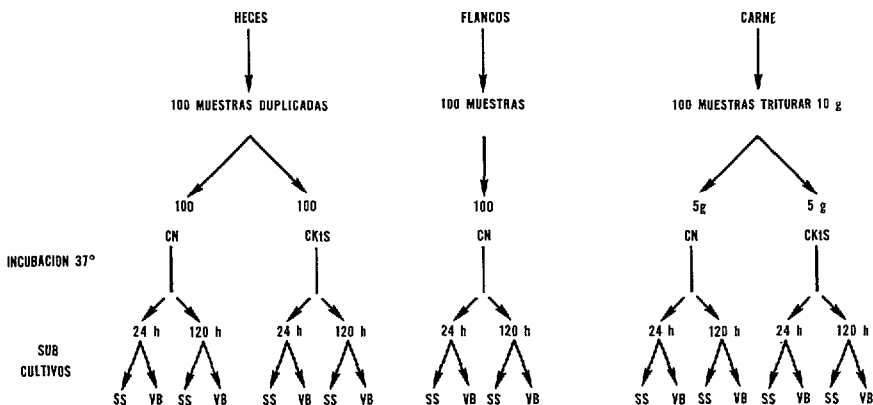 HECES FLANCOS CARNE
100 MUESTRAS DUPLICADAS 100 MUESTRAS 100 MUESTRAS TRITURAR 10 g
100 100 100 5g 5 g
CN CKtS CN CN CKtS
INCUBACION 37°
24 h 120 h 24 h 120 h 24 h 120 h 24 h 120 h 24 h 120 h
SUB
CULTIVOS
SS VB SS VB SS VB SS VB SS VB SS VB SS VB SS VB SS VB SS VB